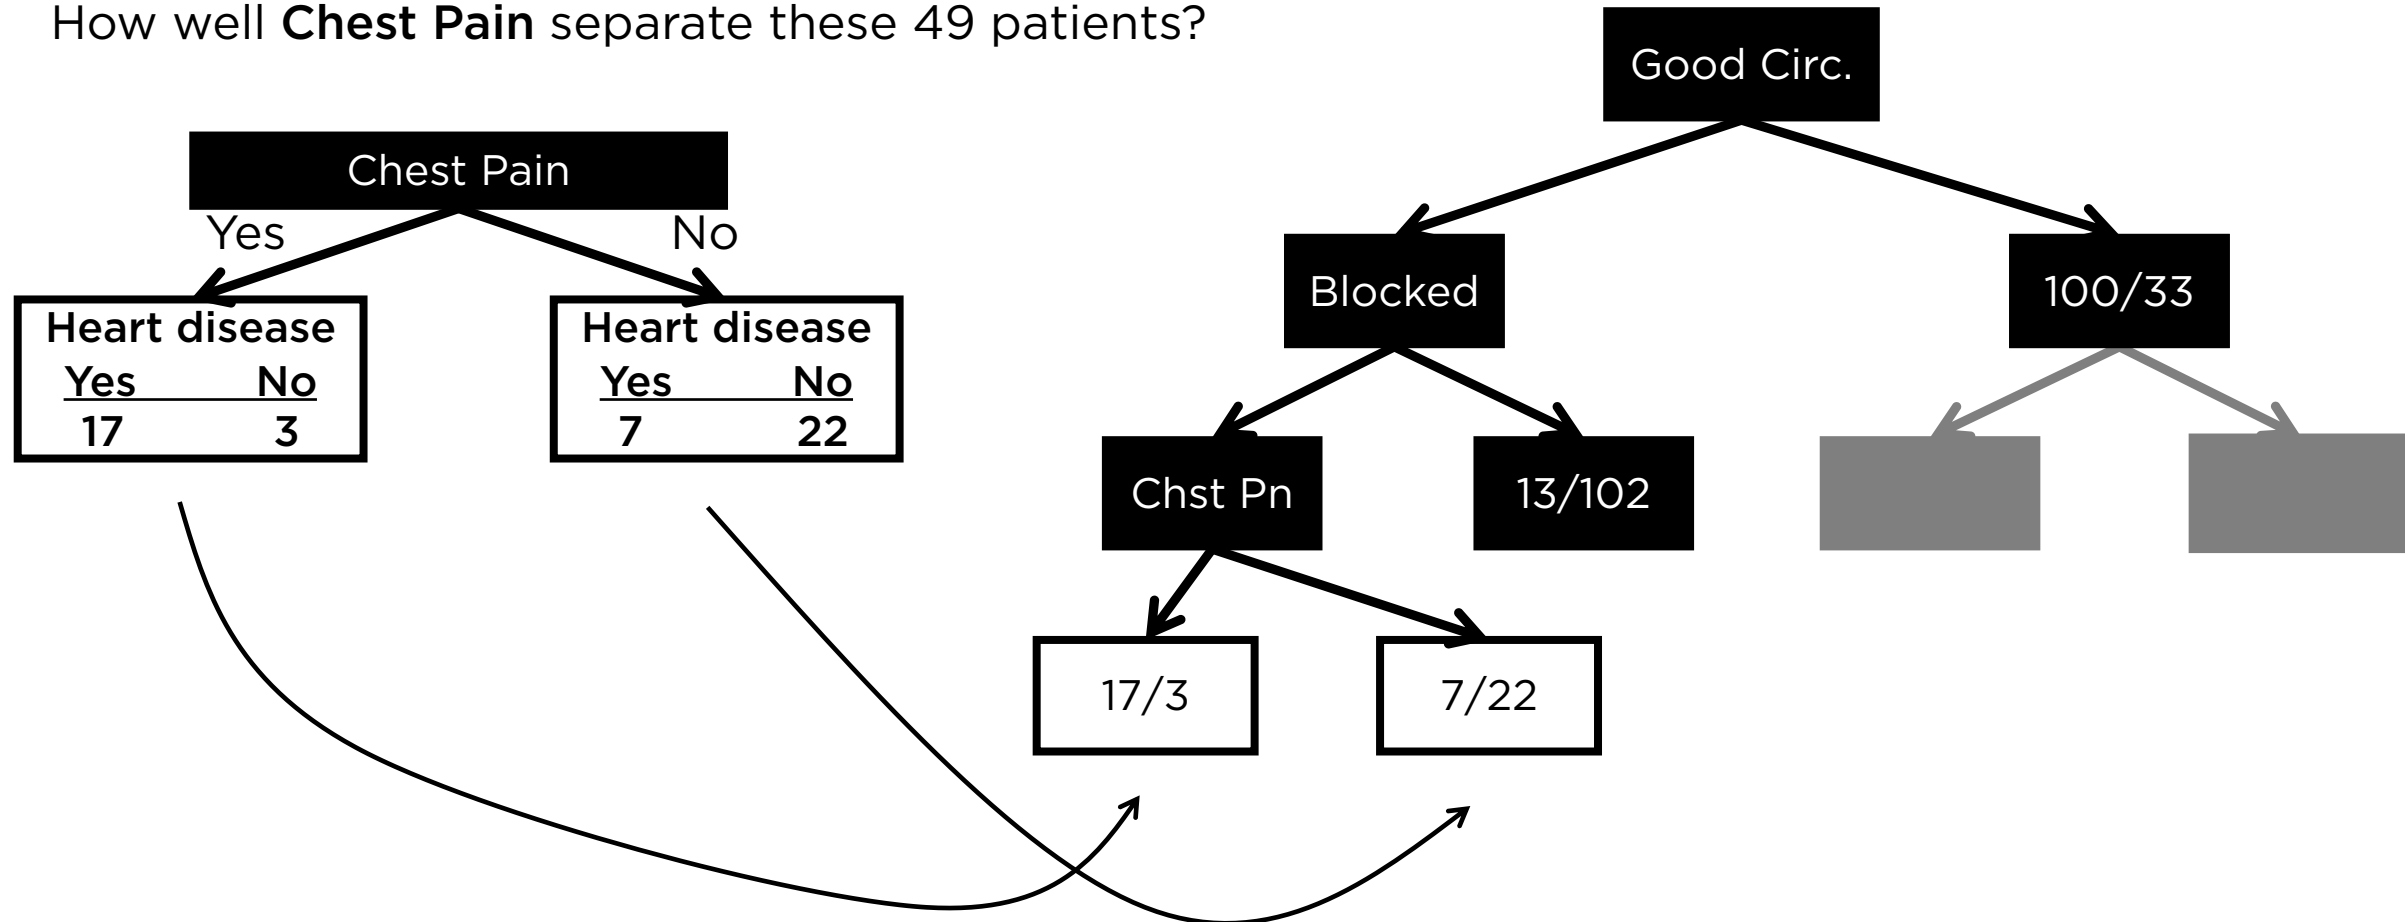 How well Chest Pain separate these 49 patients?
Good Circ.
Chest Pain
Yes No
Blocked 100/33
Heart disease Heart disease
Yes No Yes No
17 3 7 22
Chst Pn 13/102
17/3 7/22